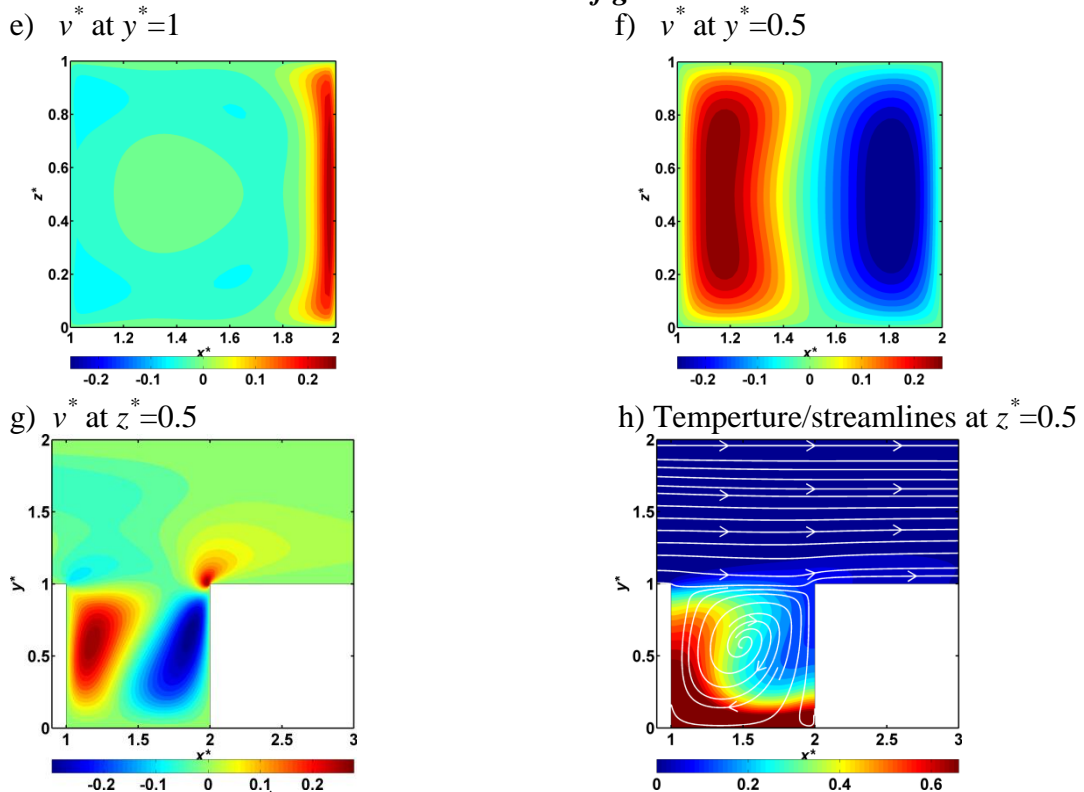 e) v* at y*=1
f) v* at y*=0.5
1
0.8
0.6
z*
0.4
0.2
0
1 1.2 1.4 1.6 1.8 2
x*
-0.2 -0.1 0 0.1 0.2
1
0.8
0.6
z*
0.4
0.2
0
1 1.2 1.4 1.6 1.8 2
x*
-0.2 -0.1 0 0.1 0.2
g) v* at z*=0.5
h) Temperture/streamlines at z*=0.5
2
1.5
y*
1
0.5
0
1 1.5 2 2.5 3
x*
-0.2 -0.1 0 0.1 0.2
2
1.5
y*
1
0.5
0
1 1.5 2 2.5 3
x*
0 0.2 0.4 0.6